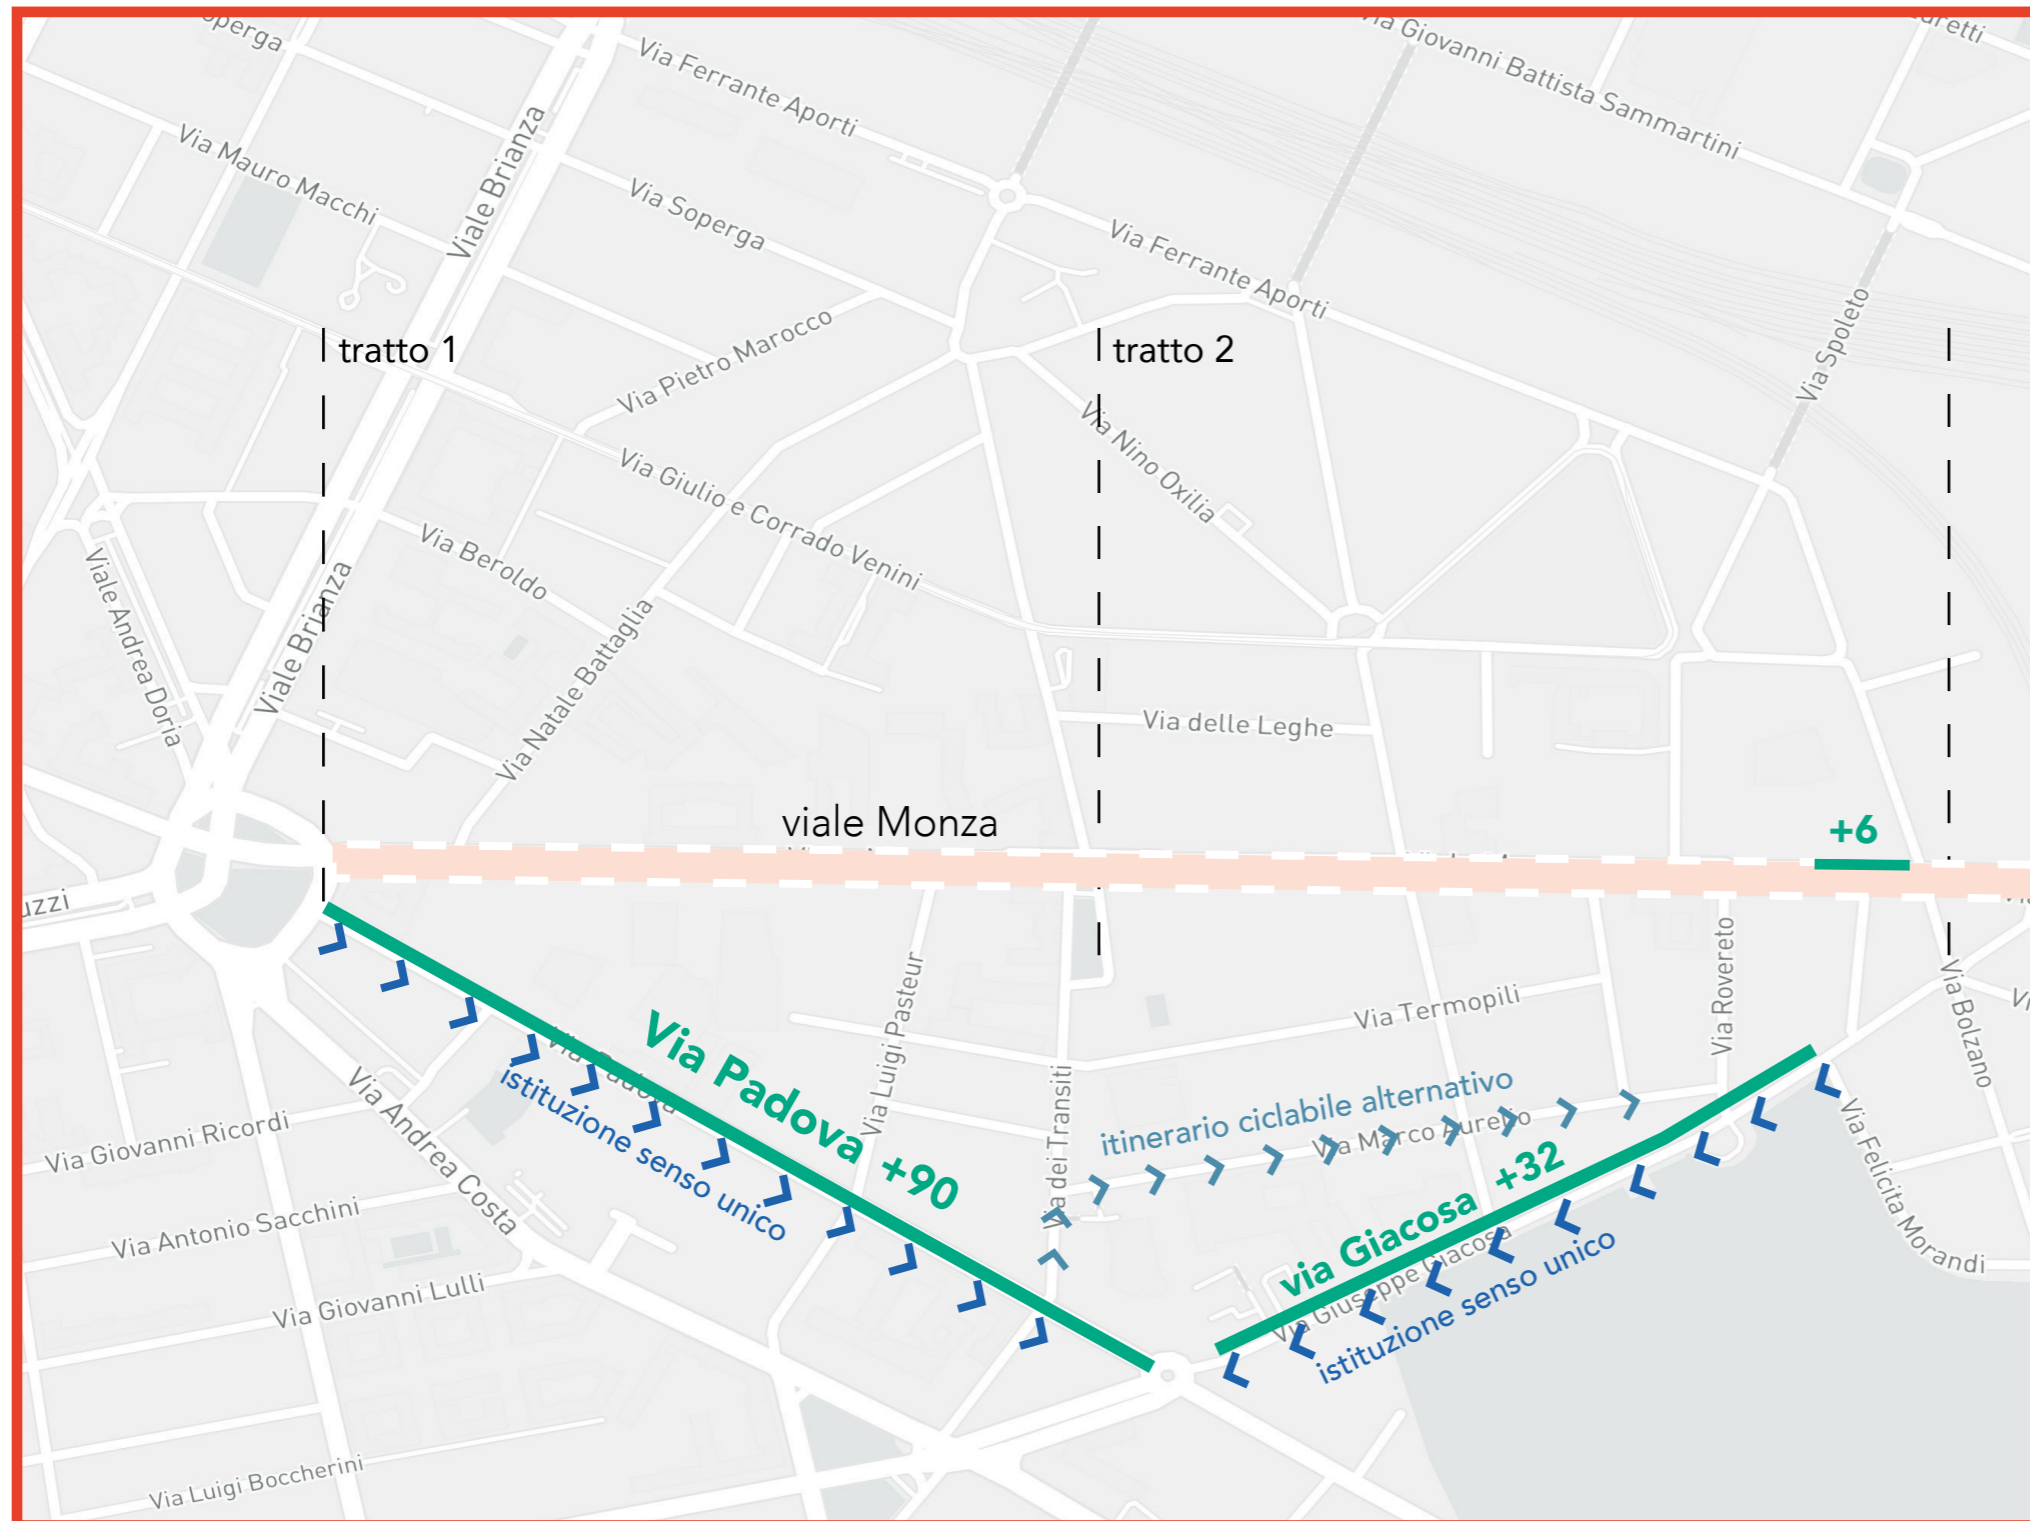 Via Ferrante Aporti
Via Giovanni Battista Sammartini
Via Mauro Macchi
Viale Brianza
Via Soperga
Via Ferrante Aporti
Via Spoleto
tratto 1
tratto 2
Via Pietro Marocco
Via Nino Oxilia
Via Giulio e Corrado Venini
Via Beroldo
Viale Andrea Doria
Viale Brianza
Via Natale Battaglia
Via delle Leghe
viale Monza
+6
Via Rovereto
Via Bolzano
Via Termopili
Via Luigi Pasteur
Via Padova +90
istituzione senso unico
Via dei Transiti
itinerario ciclabile alternativo
Via Marco Aurelio
via Giacosa +32
Via Giuseppe Giacosa
istituzione senso unico
Via Felicita Morandi
Via Andrea Costa
Via Giovanni Ricordi
Via Antonio Sacchini
Via Giovanni Lulli
Via Luigi Boccherini